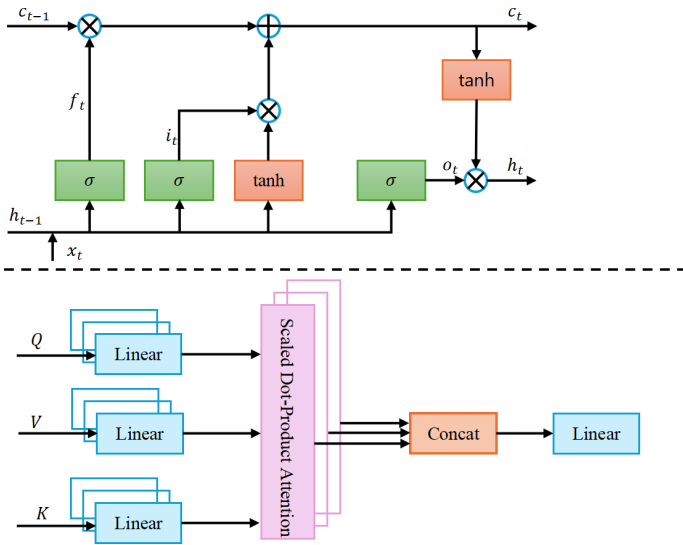 c_{t-1}
c_t
tanh
f_t
i_t
σ
σ
tanh
σ
o_t
h_t
h_{t-1}
x_t
Q
Linear
V
Linear
K
Linear
Scaled Dot-Product Attention
Concat
Linear